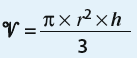 𝒱 = π × r² × h / 3